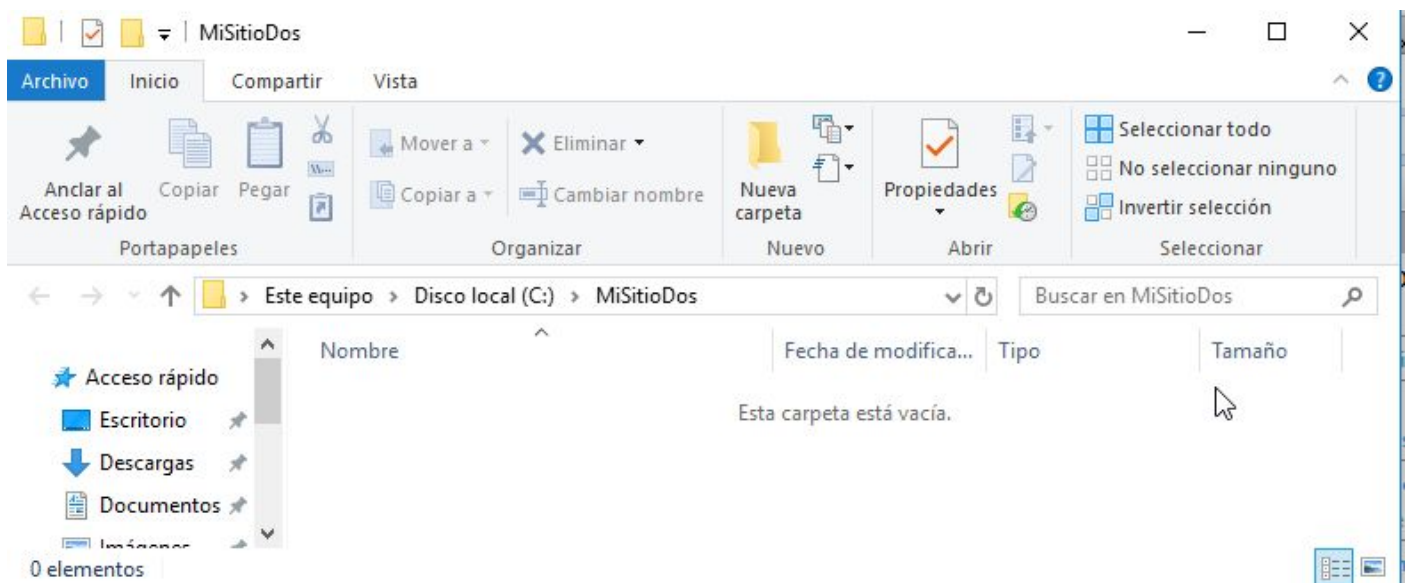 MiSitioDos
Archivo Inicio Compartir Vista
Anclar al Acceso rápido
Copiar
Pegar
Mover a
Copiar a
Eliminar
Cambiar nombre
Nueva carpeta
Propiedades
Seleccionar todo
No seleccionar ninguno
Invertir selección
Portapapeles Organizar Nuevo Abrir Seleccionar
Este equipo > Disco local (C:) > MiSitioDos
Buscar en MiSitioDos
Nombre Fecha de modifica... Tipo Tamaño
Esta carpeta está vacía.
Acceso rápido
Escritorio
Descargas
Documentos
Imágenes
0 elementos